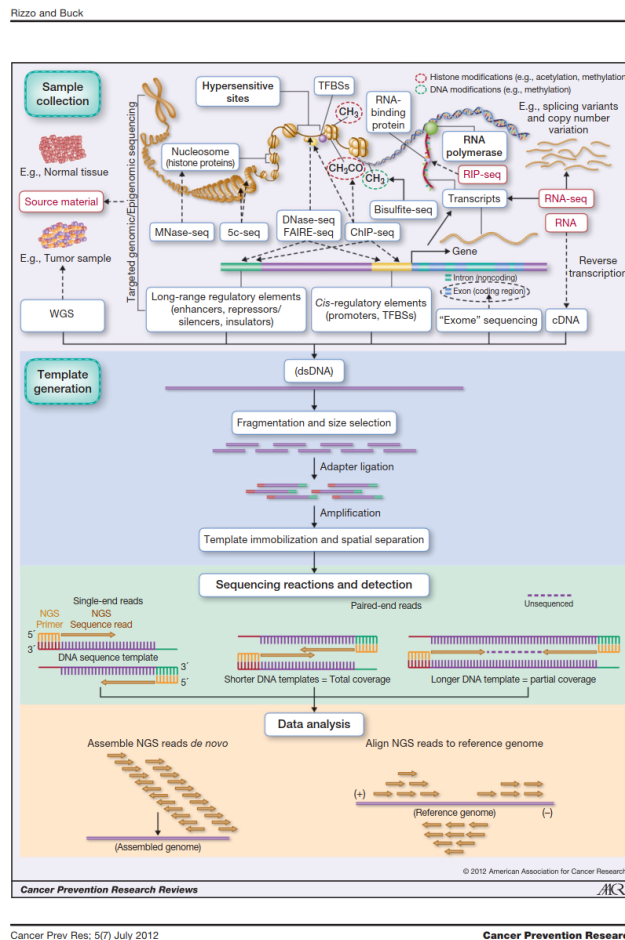 Rizzo and Buck
Sample
collection
E.g., Normal tissue
Source material
E.g., Tumor sample
WGS
Targeted genomic/Epigenomic sequencing
Hypersensitive
sites
TFBSs
Histone modifications (e.g., acetylation, methylation
DNA modifications (e.g., methylation)
CH3
RNA-
binding
protein
E.g., splicing variants
and copy number
variation
Nucleosome
(histone proteins)
RNA
polymerase
CH3CO
CH3
RIP-seq
Bisulfite-seq
Transcripts
RNA-seq
RNA
MNase-seq
5c-seq
DNase-seq
FAIRE-seq
ChIP-seq
Gene
Reverse
transcription
Intron (noncoding)
Exon (coding region)
Long-range regulatory elements
(enhancers, repressors/
silencers, insulators)
Cis-regulatory elements
(promoters, TFBSs)
"Exome" sequencing
cDNA
Template
generation
(dsDNA)
Fragmentation and size selection
Adapter ligation
Amplification
Template immobilization and spatial separation
Sequencing reactions and detection
Single-end reads
Paired-end reads
Unsequenced
NGS
Primer
NGS
Sequence read
5´
3´
DNA sequence template
3´
5´
Shorter DNA templates = Total coverage
Longer DNA template = partial coverage
Data analysis
Assemble NGS reads de novo
Align NGS reads to reference genome
(+)
(Reference genome)
(–)
(Assembled genome)
© 2012 American Association for Cancer Research
Cancer Prevention Research Reviews
AACR
Cancer Prev Res; 5(7) July 2012
Cancer Prevention Resear